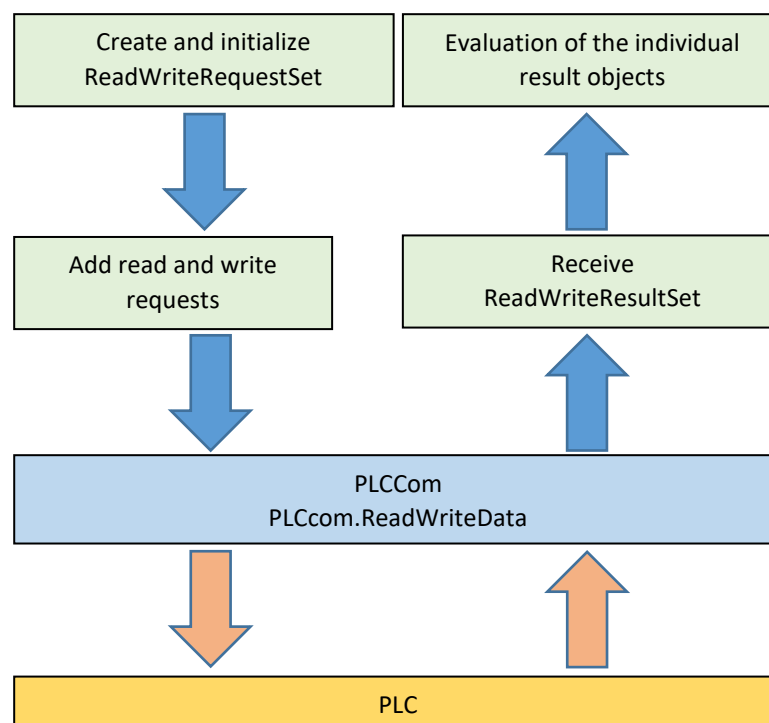 Create and initialize
ReadWriteRequestSet
Evaluation of the individual
result objects
Add read and write
requests
Receive
ReadWriteResultSet
PLCCom
PLCcom.ReadWriteData
PLC